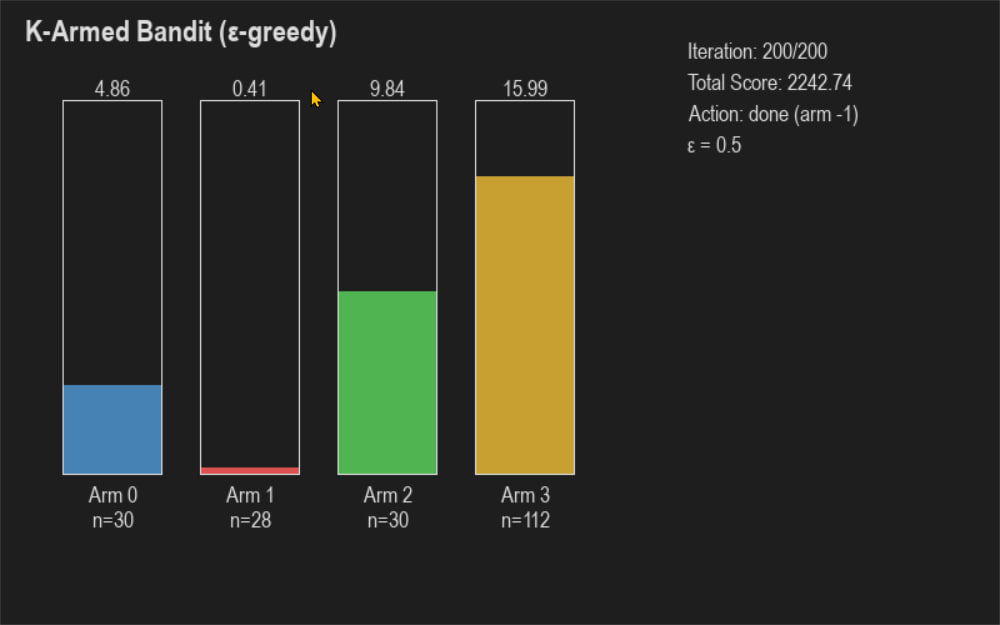 K-Armed Bandit (ε-greedy)
Iteration: 200/200
Total Score: 2242.74
Action: done (arm -1)
ε = 0.5
4.86 0.41 9.84 15.99
Arm 0 Arm 1 Arm 2 Arm 3
n=30 n=28 n=30 n=112